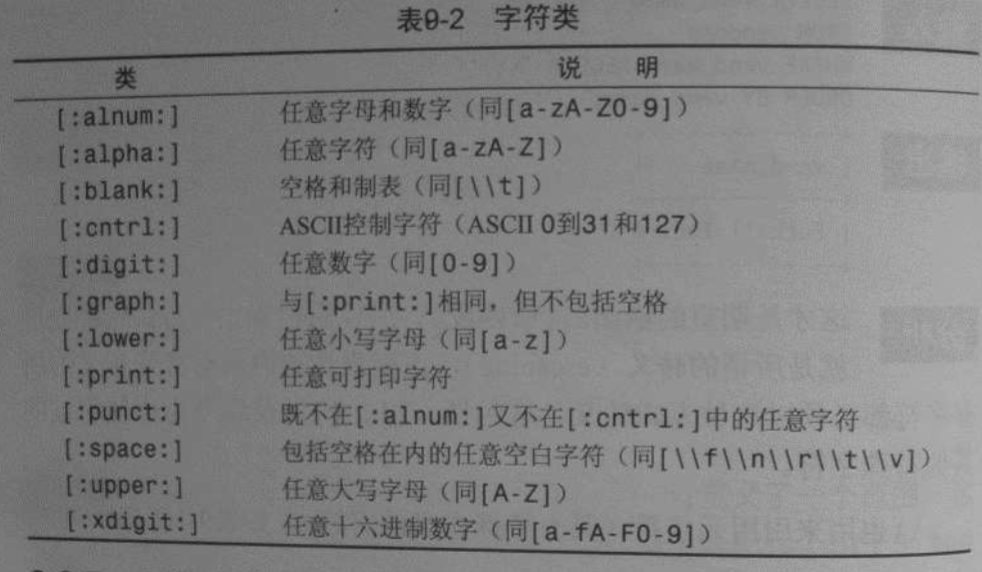 表9-2 字符类
类 说 明
[:alnum:] 任意字母和数字（同[a-zA-Z0-9]）
[:alpha:] 任意字符（同[a-zA-Z]）
[:blank:] 空格和制表（同[\\t]）
[:cntrl:] ASCII控制字符（ASCII 0到31和127）
[:digit:] 任意数字（同[0-9]）
[:graph:] 与[:print:]相同，但不包括空格
[:lower:] 任意小写字母（同[a-z]）
[:print:] 任意可打印字符
[:punct:] 既不在[:alnum:]又不在[:cntrl:]中的任意字符
[:space:] 包括空格在内的任意空白字符（同[\\f\\n\\r\\t\\v]）
[:upper:] 任意大写字母（同[A-Z]）
[:xdigit:] 任意十六进制数字（同[a-fA-F0-9]）